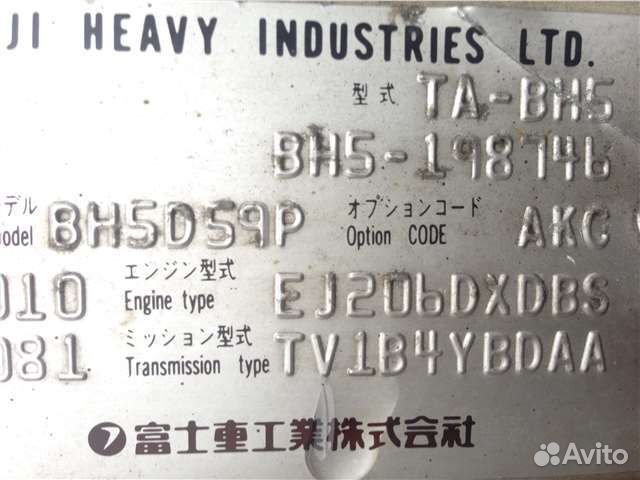 JI HEAVY INDUSTRIES LTD.
型式 TA-BH5
BH5-198746
デル BH5D59P オプションコード AKC
odel Option CODE
010 エンジン型式 EJ206DXDBS
Engine type
081 ミッション型式 TV1B4YBDAA
Transmission type
富士重工業株式会社
Avito